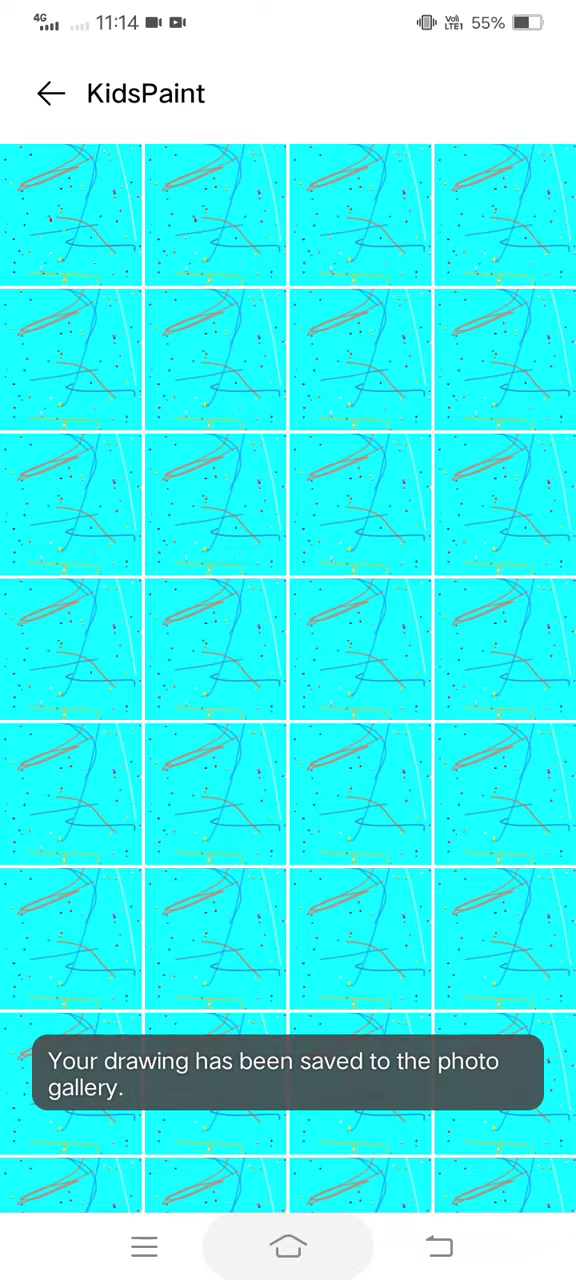 4G 11:14 Vo) LTE1 55%
KidsPaint
Your drawing has been saved to the photo
gallery.